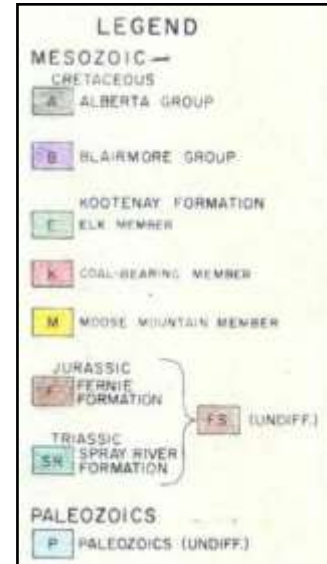 LEGEND
MESOZOIC —
CRETACEOUS
A ALBERTA GROUP
B BLAIRMORE GROUP
KOOTENAY FORMATION
E ELK MEMBER
K COAL-BEARING MEMBER
M MOOSE MOUNTAIN MEMBER
JURASSIC
F FERNIE
FORMATION
FS (UNDIFF.)
TRIASSIC
SR SPRAY RIVER
FORMATION
PALEOZOICS
P PALEOZOICS (UNDIFF.)